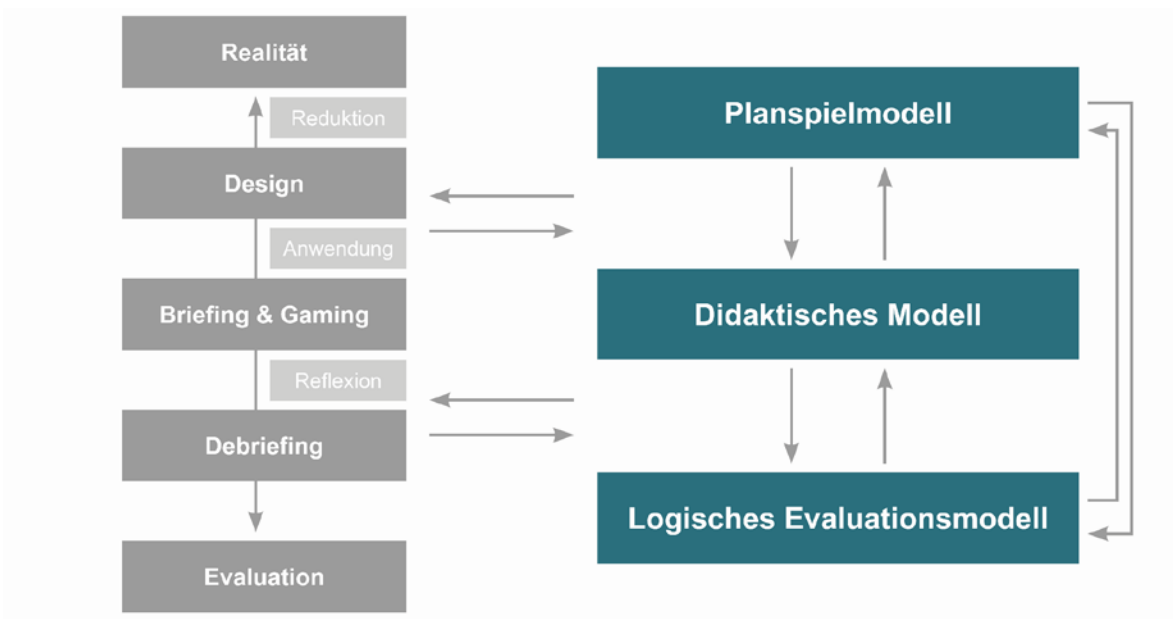 Realität
Reduktion
Design
Anwendung
Briefing & Gaming
Reflexion
Debriefing
Evaluation
Planspielmodell
Didaktisches Modell
Logisches Evaluationsmodell